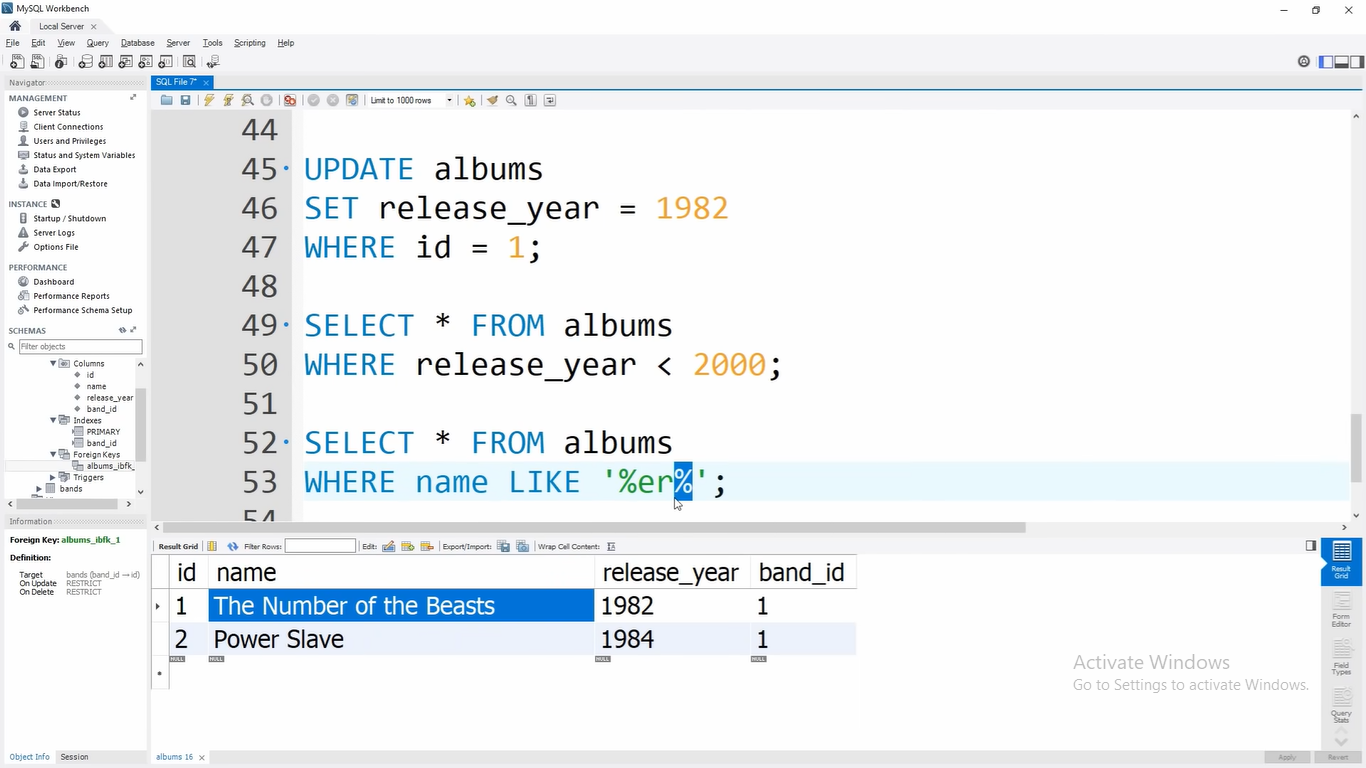 MySQL Workbench
Local Server
File Edit View Query Database Server Tools Scripting Help
Navigator
SQL File 7*
MANAGEMENT
Server Status
Client Connections
Users and Privileges
Status and System Variables
Data Export
Data Import/Restore
INSTANCE
Startup / Shutdown
Server Logs
Options File
PERFORMANCE
Dashboard
Performance Reports
Performance Schema Setup
SCHEMAS
Filter objects
Columns
id
name
release_year
band_id
Indexes
PRIMARY
band_id
Foreign Keys
albums_ibfk_
Triggers
bands
Information
Foreign Key: albums_ibfk_1
Definition:
Target bands (band_id → id)
On Update RESTRICT
On Delete RESTRICT
Object Info Session
Limit to 1000 rows
44
45 UPDATE albums
46 SET release_year = 1982
47 WHERE id = 1;
48
49 SELECT * FROM albums
50 WHERE release_year < 2000;
51
52 SELECT * FROM albums
53 WHERE name LIKE '%er%';
54
Result Grid Filter Rows: Edit: Export/Import: Wrap Cell Content:
id name release_year band_id
1 The Number of the Beasts 1982 1
2 Power Slave 1984 1
NULL NULL NULL NULL
Result
Grid
Form
Editor
Field
Types
Query
Stats
Activate Windows
Go to Settings to activate Windows.
albums 16
Apply Revert